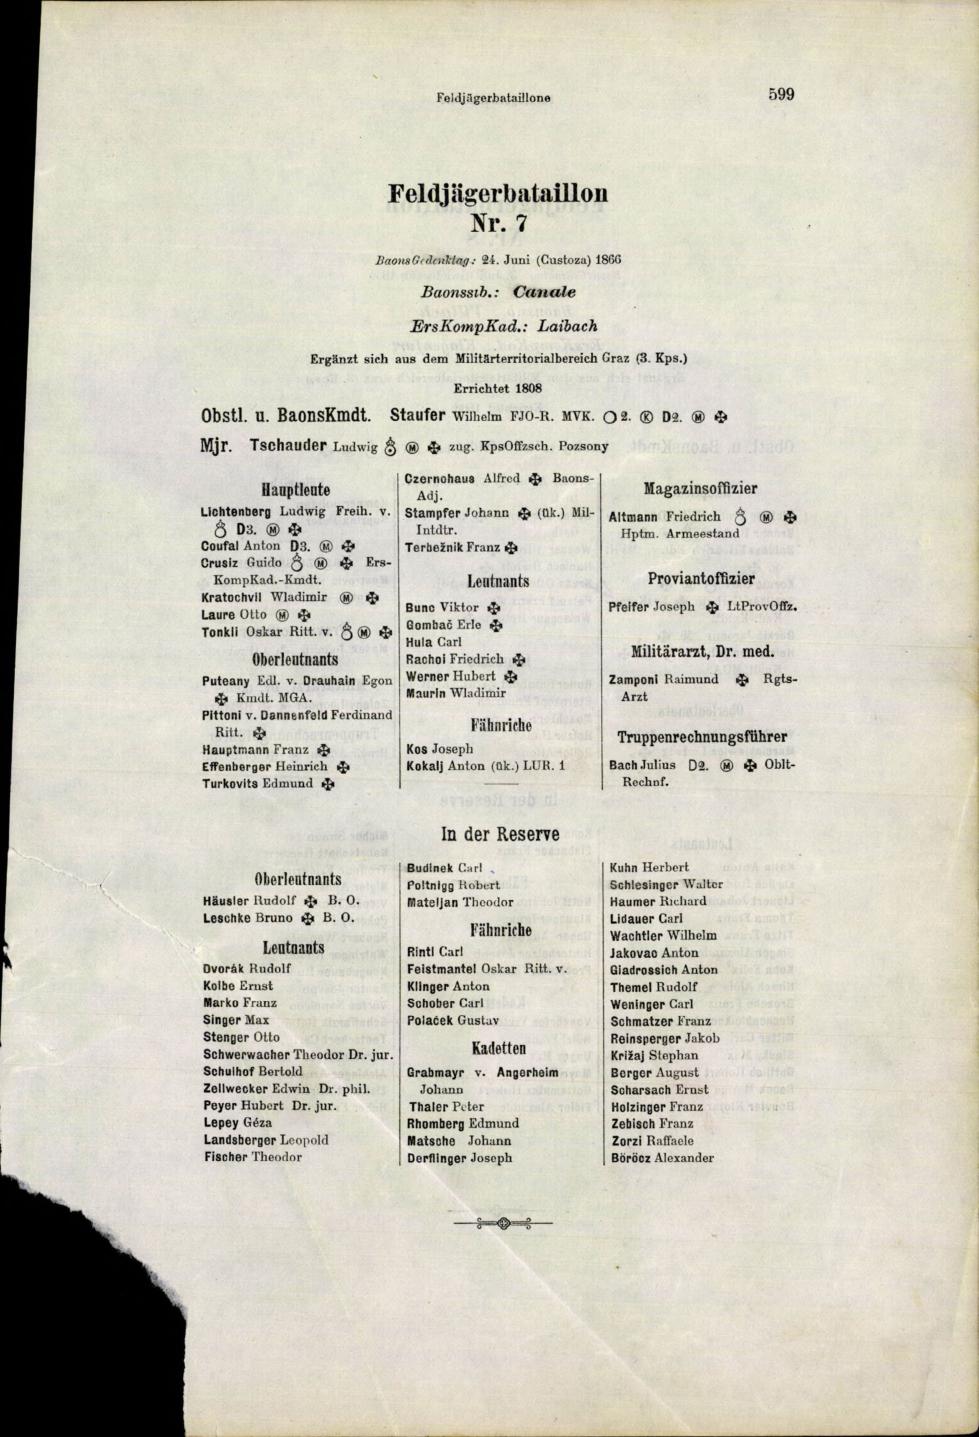 Feldjägerbataillone
599
Feldjägerbataillon
Nr. 7
BaonsGedenktag: 24. Juni (Custoza) 1866
Baonsstb.: Canale
ErsKompKad.: Laibach
Ergänzt sich aus dem Militärterritorialbereich Graz (3. Kps.)
Errichtet 1808
Obstl. u. BaonsKmdt. Staufer Wilhelm FJO-R. MVK. 2. Ⓚ D2. Ⓜ ✠
Mjr. Tschauder Ludwig Ⓜ ✠ zug. KpsOffzsch. Pozsony
Hauptleute
Lichtenberg Ludwig Freih. v.
D3. Ⓜ ✠
Coufal Anton D3. Ⓜ ✠
Crusiz Guido Ⓜ ✠ Ers-
KompKad.-Kmdt.
Kratochvil Wladimir Ⓜ ✠
Laure Otto Ⓜ ✠
Tonkli Oskar Ritt. v. Ⓜ ✠
Oberleutnants
Puteany Edl. v. Drauhain Egon
✠ Kmdt. MGA.
Pittoni v. Dannenfeld Ferdinand
Ritt. ✠
Hauptmann Franz ✠
Effenberger Heinrich ✠
Turkovits Edmund ✠
Czernohaus Alfred ✠ Baons-
Adj.
Stampfer Johann ✠ (ük.) Mil-
Intdtr.
Terbežnik Franz ✠
Leutnants
Bunc Viktor ✠
Gombač Erle ✠
Hula Carl
Rachoi Friedrich ✠
Werner Hubert ✠
Maurin Wladimir
Fähnriche
Kos Joseph
Kokalj Anton (ük.) LUR. 1
Magazinsoffizier
Altmann Friedrich Ⓜ ✠
Hptm. Armeestand
Proviantoffizier
Pfeifer Joseph ✠ LtProvOffz.
Militärarzt, Dr. med.
Zamponi Raimund ✠ Rgts-
Arzt
Truppenrechnungsführer
Bach Julius D2. Ⓜ ✠ Oblt-
Rechnf.
In der Reserve
Oberleutnants
Häusler Rudolf ✠ B. O.
Leschke Bruno ✠ B. O.
Leutnants
Dvorák Rudolf
Kolbe Ernst
Marko Franz
Singer Max
Stenger Otto
Schwerwacher Theodor Dr. jur.
Schulhof Bertold
Zellwecker Edwin Dr. phil.
Peyer Hubert Dr. jur.
Lepey Géza
Landsberger Leopold
Fischer Theodor
Budinek Carl
Poltnigg Robert
Mateljan Theodor
Fähnriche
Rintl Carl
Feistmantel Oskar Ritt. v.
Klinger Anton
Schober Carl
Polaček Gustav
Kadetten
Grabmayr v. Angerheim
Johann
Thaler Peter
Rhomberg Edmund
Matsche Johann
Derflinger Joseph
Kuhn Herbert
Schlesinger Walter
Haumer Richard
Lidauer Carl
Wachtler Wilhelm
Jakovac Anton
Giadrossich Anton
Themel Rudolf
Weninger Carl
Schmatzer Franz
Reinsperger Jakob
Križaj Stephan
Berger August
Scharsach Ernst
Holzinger Franz
Zebisch Franz
Zorzi Raffaele
Böröcz Alexander